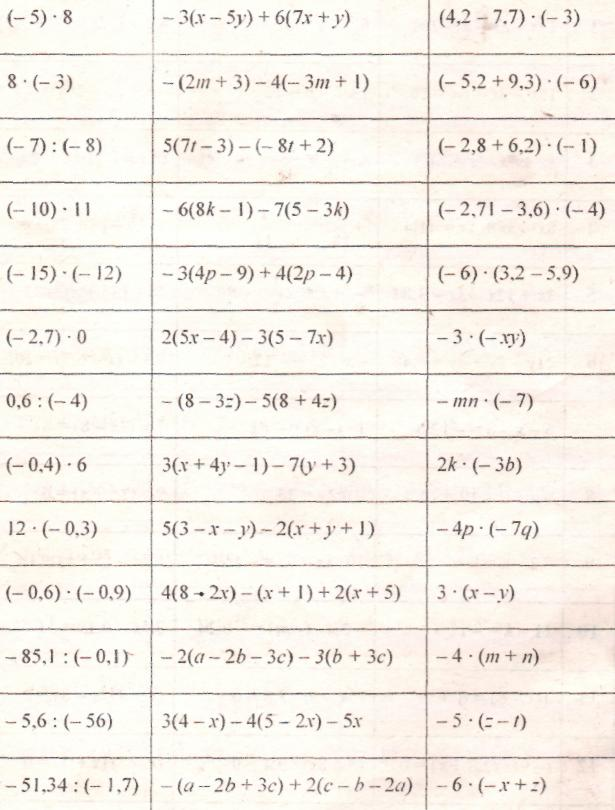 (– 5) · 8 – 3(x – 5y) + 6(7x + y) (4,2 – 7,7) · (– 3)
8 · (– 3) – (2m + 3) – 4(– 3m + 1) (– 5,2 + 9,3) · (– 6)
(– 7) : (– 8) 5(7t – 3) – (– 8t + 2) (– 2,8 + 6,2) · (– 1)
(– 10) · 11 – 6(8k – 1) – 7(5 – 3k) (– 2,71 – 3,6) · (– 4)
(– 15) · (– 12) – 3(4p – 9) + 4(2p – 4) (– 6) · (3,2 – 5,9)
(– 2,7) · 0 2(5x – 4) – 3(5 – 7x) – 3 · (– xy)
0,6 : (– 4) – (8 – 3z) – 5(8 + 4z) – mn · (– 7)
(– 0,4) · 6 3(x + 4y – 1) – 7(y + 3) 2k · (– 3b)
12 · (– 0,3) 5(3 – x – y) – 2(x + y + 1) – 4p · (– 7q)
(– 0,6) · (– 0,9) 4(8 – 2x) – (x + 1) + 2(x + 5) 3 · (x – y)
– 85,1 : (– 0,1) – 2(a – 2b – 3c) – 3(b + 3c) – 4 · (m + n)
– 5,6 : (– 56) 3(4 – x) – 4(5 – 2x) – 5x – 5 · (z – t)
– 51,34 : (– 1,7) – (a – 2b + 3c) + 2(c – b – 2a) – 6 · (– x + z)